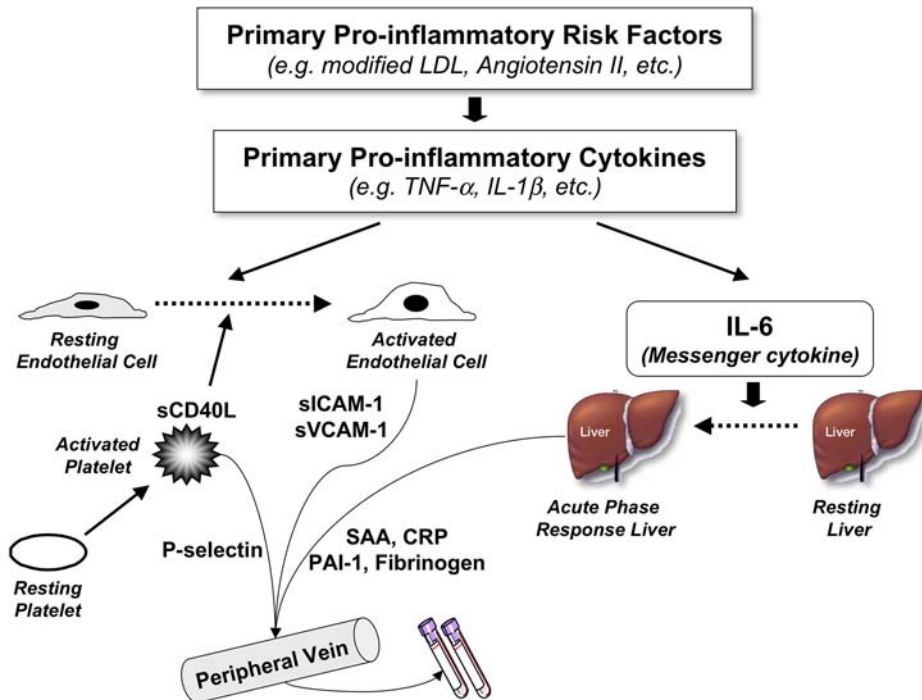 Primary Pro-inflammatory Risk Factors
(e.g. modified LDL, Angiotensin II, etc.)
Primary Pro-inflammatory Cytokines
(e.g. TNF-α, IL-1β, etc.)
Resting
Endothelial Cell
Activated
Endothelial Cell
IL-6
(Messenger cytokine)
sCD40L
Activated
Platelet
sICAM-1
sVCAM-1
Liver
Liver
Acute Phase
Response Liver
Resting
Liver
Resting
Platelet
P-selectin
SAA, CRP
PAI-1, Fibrinogen
Peripheral Vein